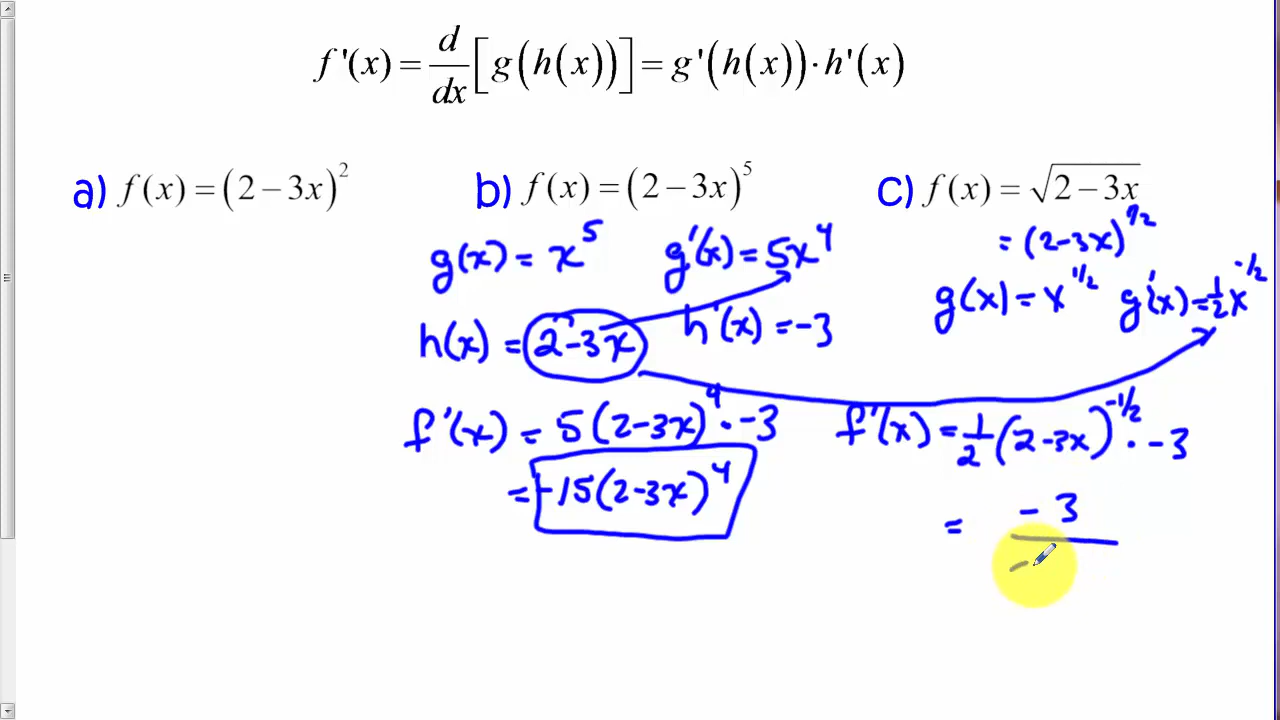 f'(x) = d/dx [g(h(x))] = g'(h(x)) · h'(x)
a) f(x) = (2 − 3x)²
b) f(x) = (2 − 3x)⁵
g(x) = x⁵ g'(x) = 5x⁴
h(x) = 2-3x h'(x) = -3
f'(x) = 5(2-3x)⁴ · -3
= -15(2-3x)⁴
c) f(x) = √(2 − 3x)
= (2-3x)^1/2
g(x) = x^1/2 g'(x) = 1/2 x^-1/2
f'(x) = 1/2 (2-3x)^-1/2 · -3
= -3/